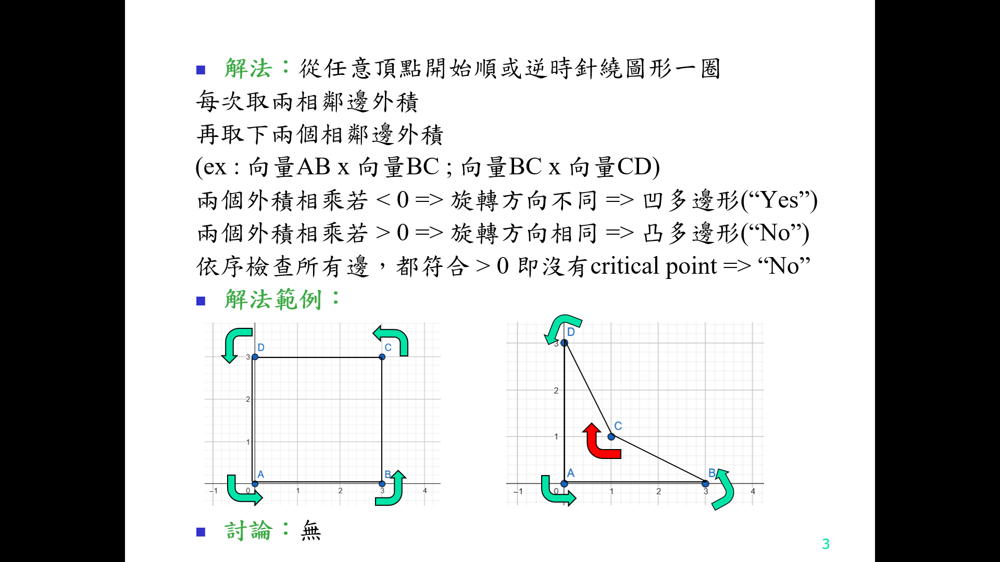 解法：從任意頂點開始順或逆時針繞圖形一圈
每次取兩相鄰邊外積
再取下兩個相鄰邊外積
(ex : 向量AB x 向量BC ; 向量BC x 向量CD)
兩個外積相乘若 < 0 => 旋轉方向不同 => 凹多邊形(“Yes”)
兩個外積相乘若 > 0 => 旋轉方向相同 => 凸多邊形(“No”)
依序檢查所有邊，都符合 > 0 即沒有critical point => “No”
解法範例：
D C
3
2
1
A B
–1 0 1 2 3 4
D
3
2
C
1
A B
–1 0 1 2 3 4
討論：無
3